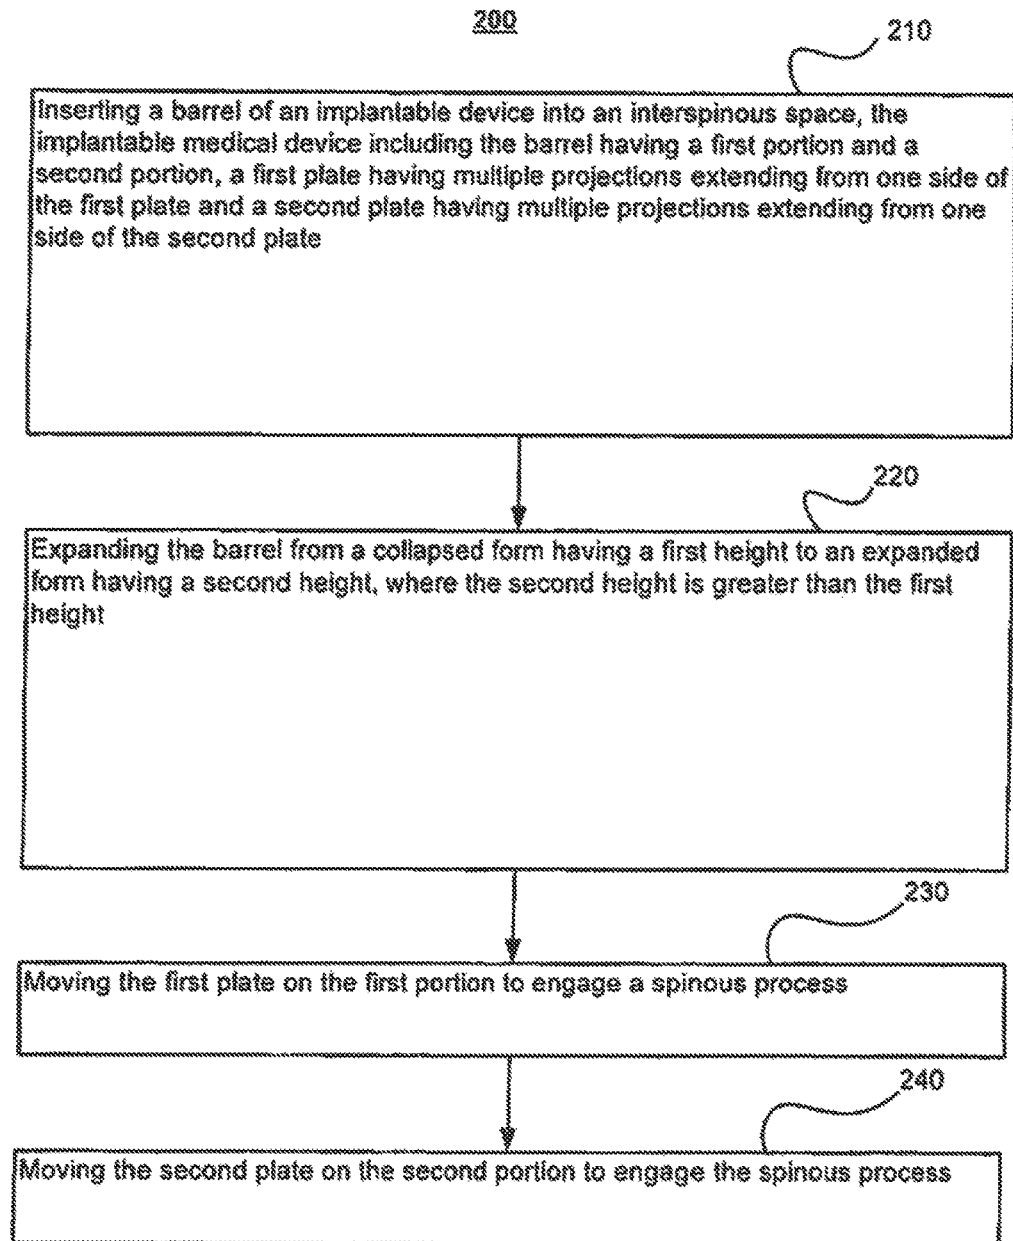 200
210
Inserting a barrel of an implantable device into an interspinous space, the
implantable medical device including the barrel having a first portion and a
second portion, a first plate having multiple projections extending from one side of
the first plate and a second plate having multiple projections extending from one
side of the second plate
220
Expanding the barrel from a collapsed form having a first height to an expanded
form having a second height, where the second height is greater than the first
height
230
Moving the first plate on the first portion to engage a spinous process
240
Moving the second plate on the second portion to engage the spinous process